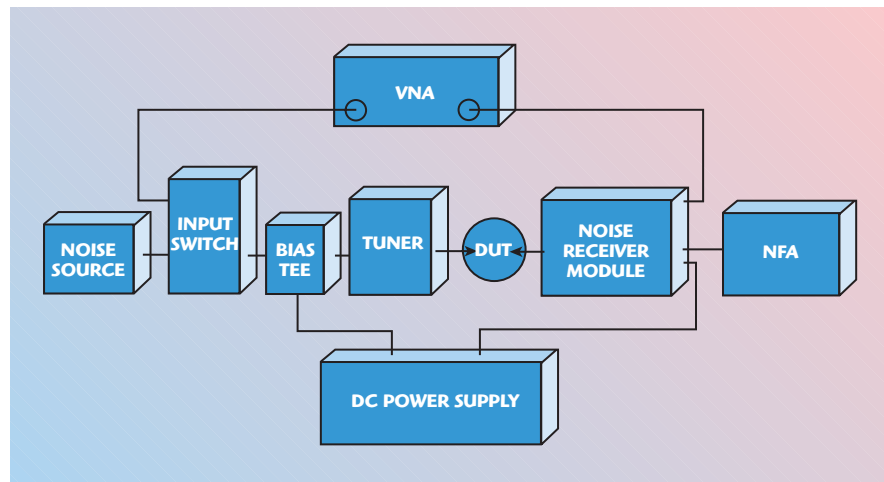 VNA
INPUT
SWITCH
NOISE
SOURCE
BIAS
TEE
TUNER
DUT
NOISE
RECEIVER
MODULE
NFA
DC POWER SUPPLY